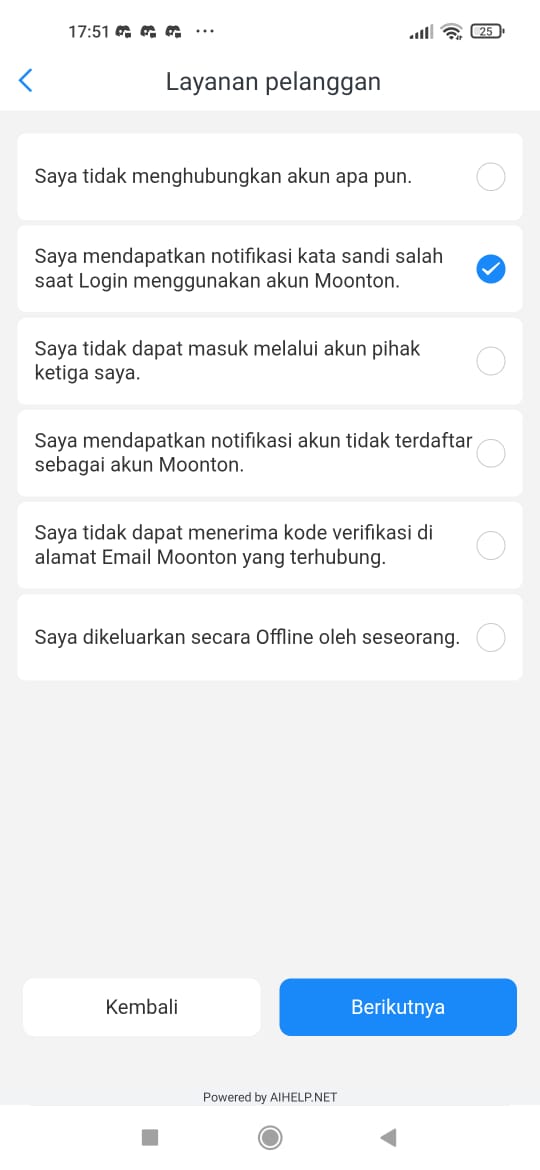 17:51
25
Layanan pelanggan
Saya tidak menghubungkan akun apa pun.
Saya mendapatkan notifikasi kata sandi salah
saat Login menggunakan akun Moonton.
Saya tidak dapat masuk melalui akun pihak
ketiga saya.
Saya mendapatkan notifikasi akun tidak terdaftar
sebagai akun Moonton.
Saya tidak dapat menerima kode verifikasi di
alamat Email Moonton yang terhubung.
Saya dikeluarkan secara Offline oleh seseorang.
Kembali
Berikutnya
Powered by AIHELP.NET